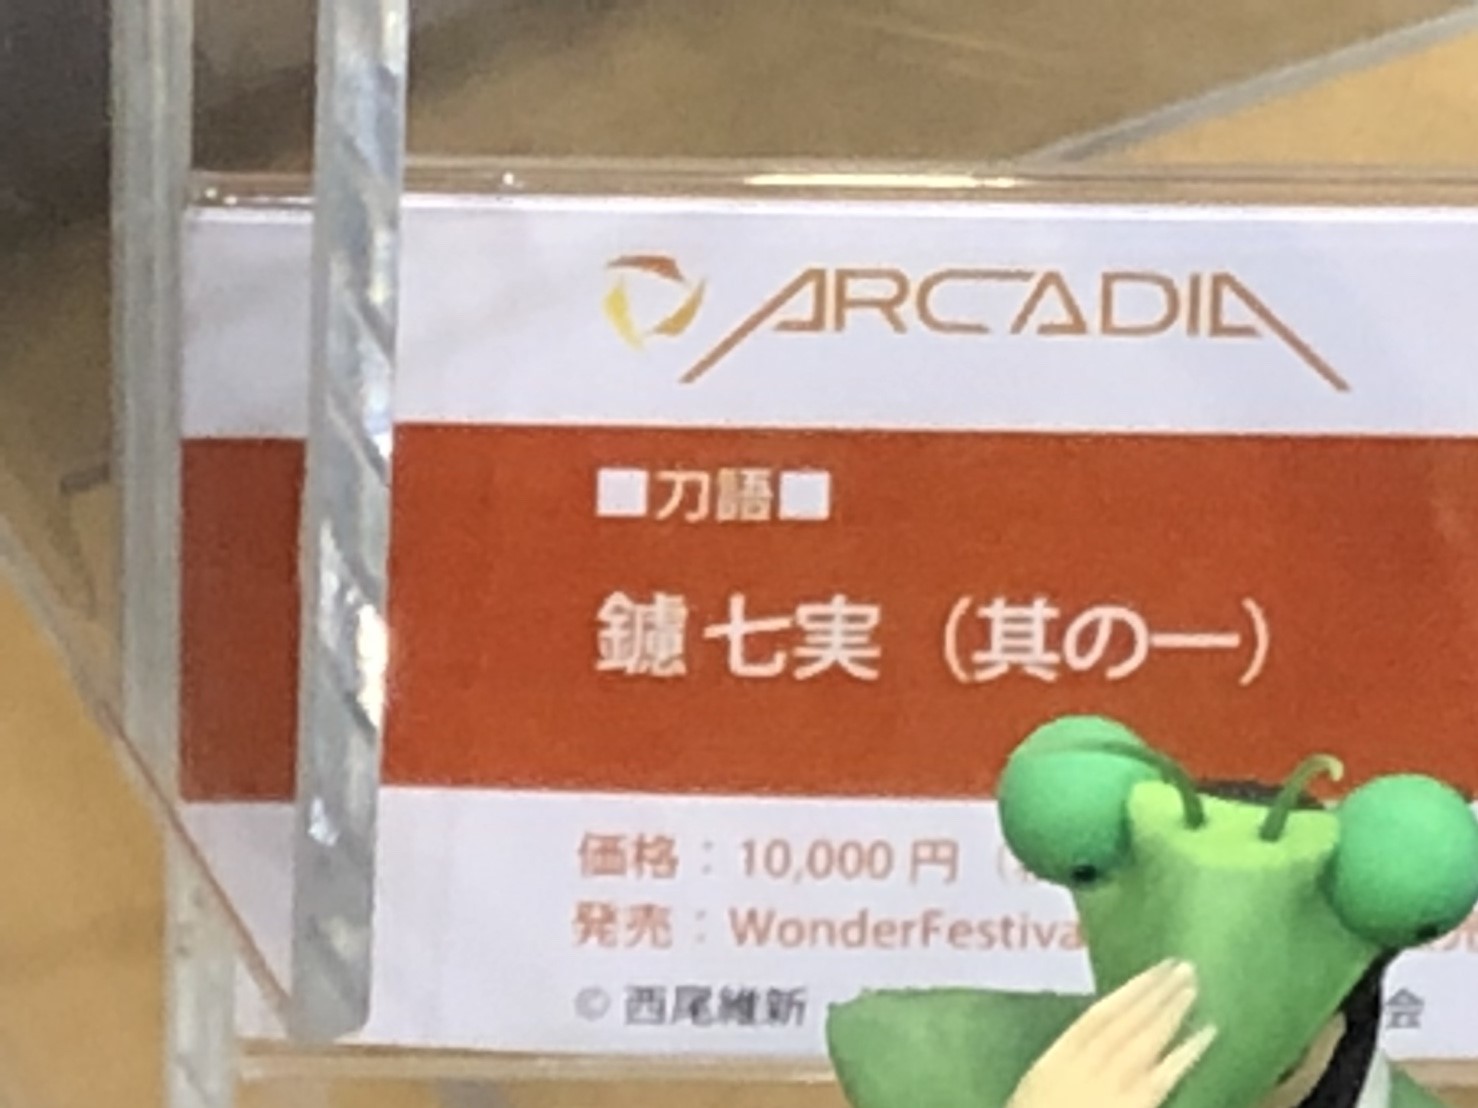 ARCADIA
■刀語■
鑢 七実（其の一）
価格：10,000 円
発売：WonderFestiva
© 西尾維新
会